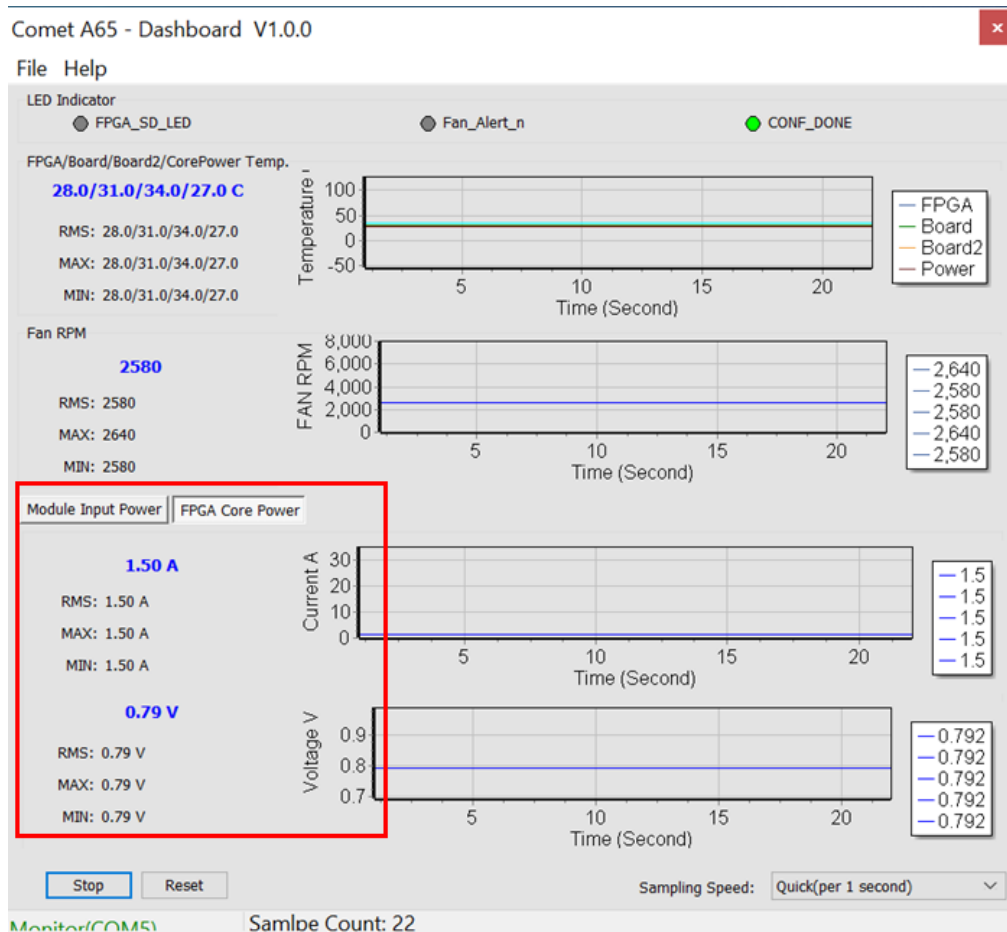 Comet A65 - Dashboard V1.0.0
×
File Help
LED Indicator
FPGA_SD_LED Fan_Alert_n CONF_DONE
FPGA/Board/Board2/CorePower Temp.
28.0/31.0/34.0/27.0 C
RMS: 28.0/31.0/34.0/27.0
MAX: 28.0/31.0/34.0/27.0
MIN: 28.0/31.0/34.0/27.0
Temperature
100
50
0
-50
5 10 15 20
Time (Second)
FPGA
Board
Board2
Power
Fan RPM
2580
RMS: 2580
MAX: 2640
MIN: 2580
FAN RPM
8,000
6,000
4,000
2,000
0
5 10 15 20
Time (Second)
2,640
2,580
2,580
2,640
2,580
Module Input Power FPGA Core Power
1.50 A
RMS: 1.50 A
MAX: 1.50 A
MIN: 1.50 A
Current A
30
20
10
0
5 10 15 20
Time (Second)
1.5
1.5
1.5
1.5
1.5
0.79 V
RMS: 0.79 V
MAX: 0.79 V
MIN: 0.79 V
Voltage V
0.9
0.8
0.7
5 10 15 20
Time (Second)
0.792
0.792
0.792
0.792
0.792
Stop Reset Sampling Speed: Quick(per 1 second)
Monitor(COM5) Samlpe Count: 22